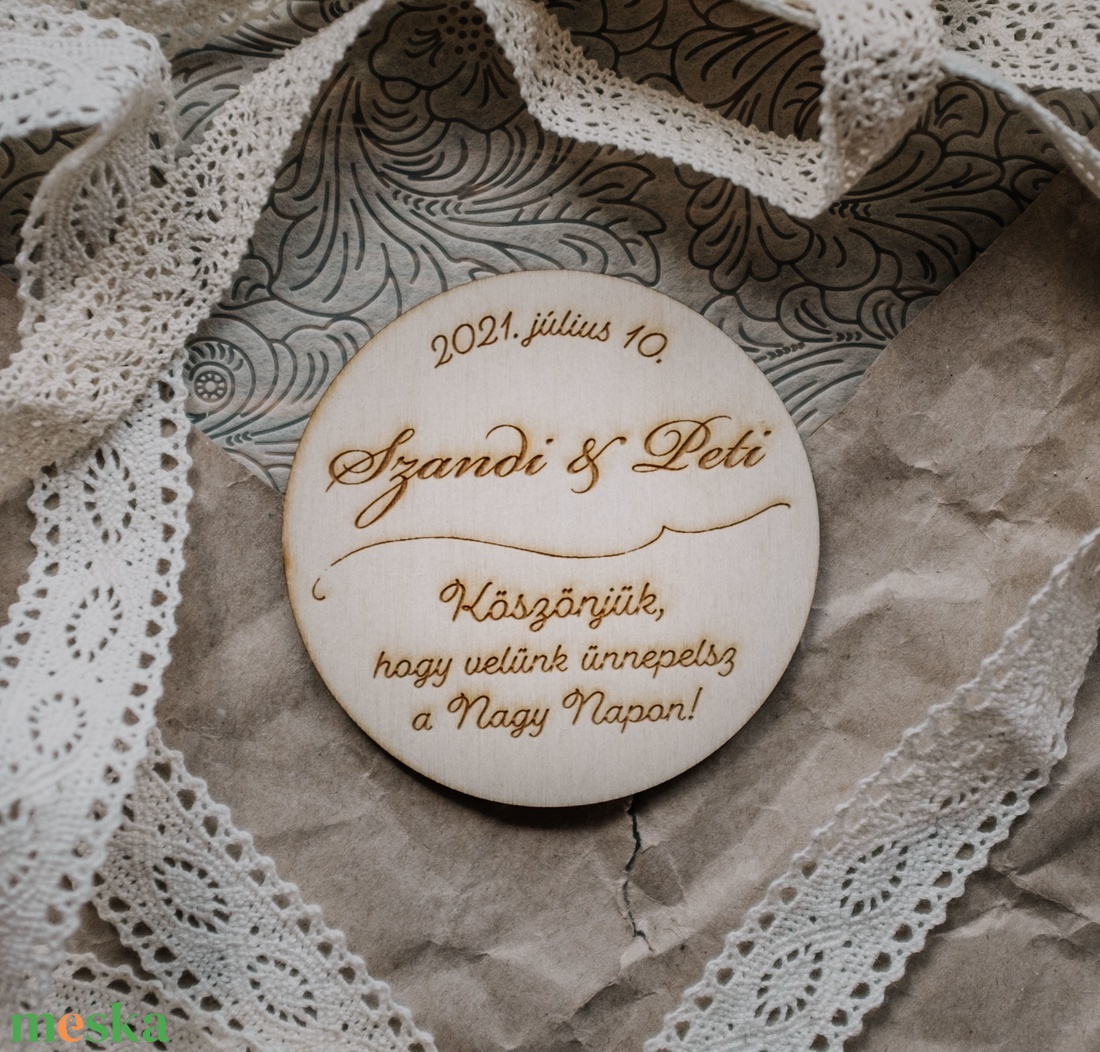 2021. július 10.
Szandi & Peti
Köszönjük,
hogy velünk ünnepelsz
a Nagy Napon!
meska